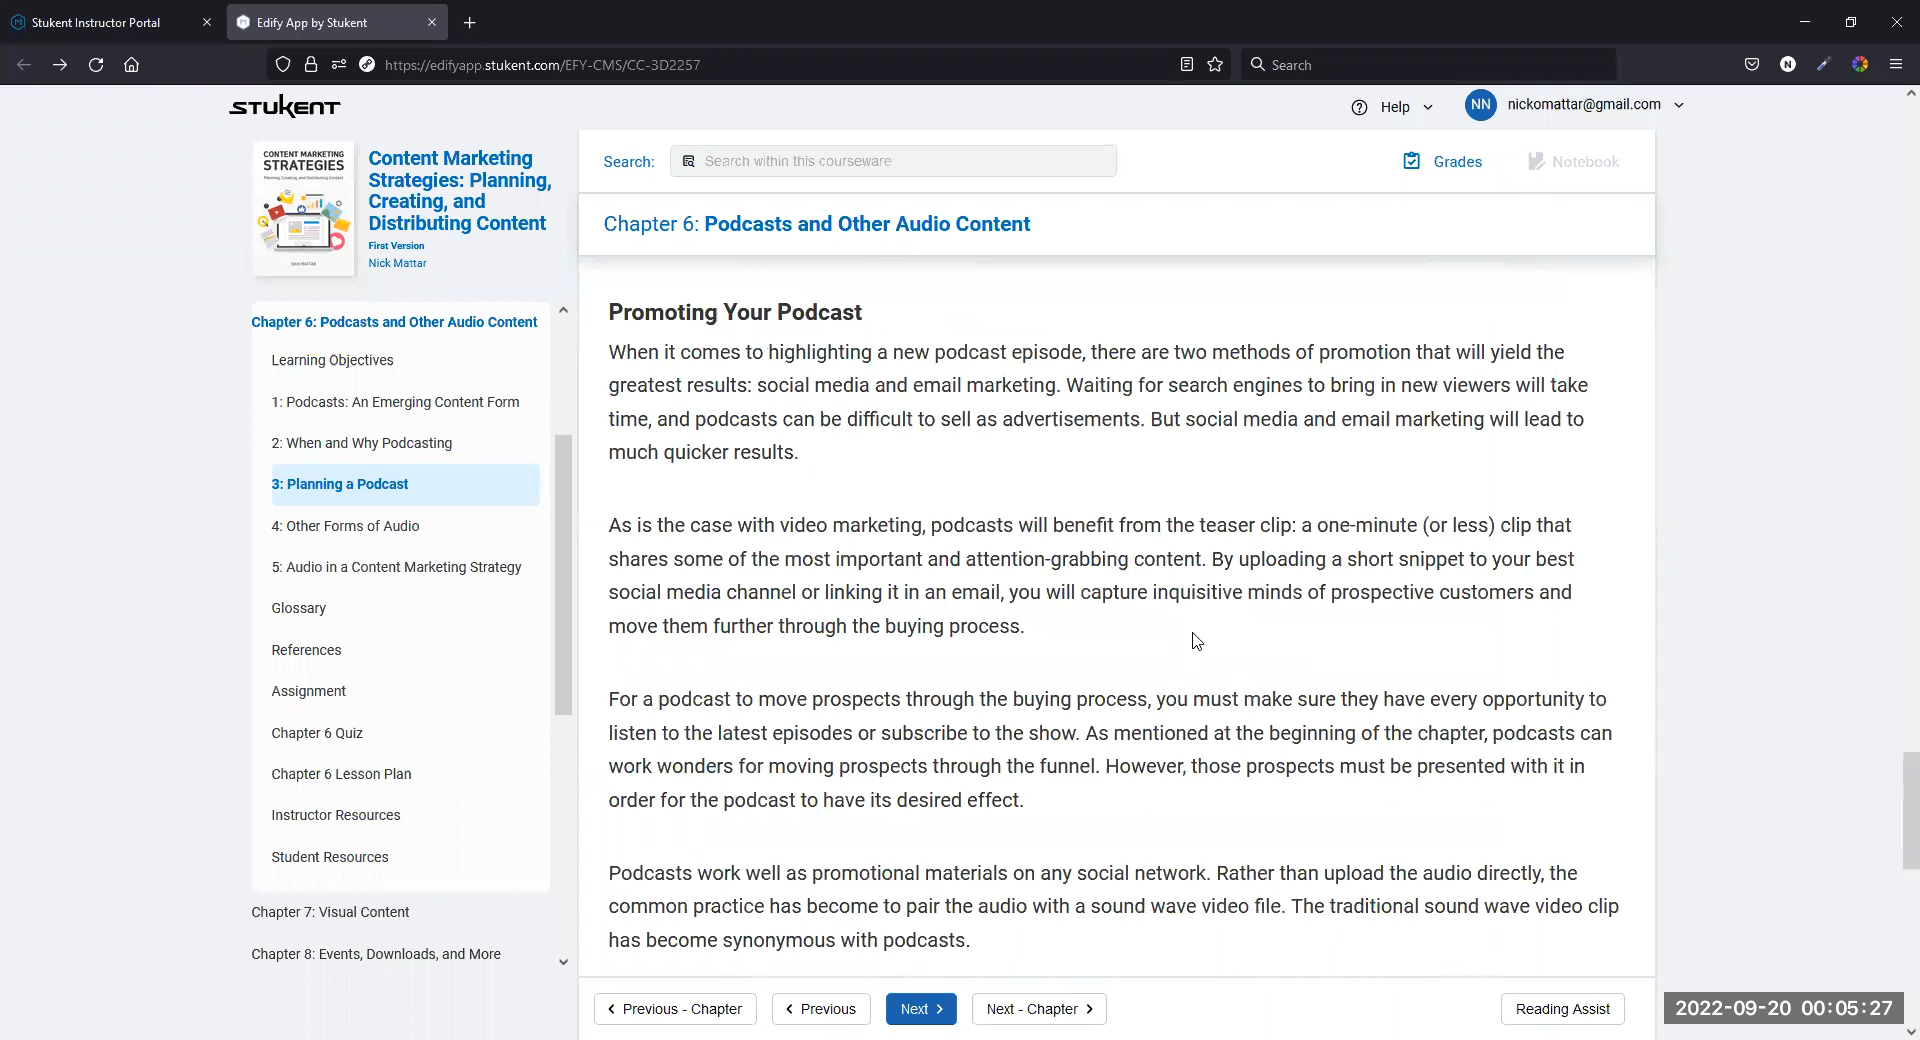 Stukent Instructor Portal
Edify App by Stukent
https://edifyapp.stukent.com/EFY-CMS/CC-3D2257
Search
N
STUKENT
Help
NN
nickomattar@gmail.com
CONTENT MARKETING
STRATEGIES
Planning, Creating, and Distributing Content
NICK MATTAR
Content Marketing
Strategies: Planning,
Creating, and
Distributing Content
First Version
Nick Mattar
Search:
Search within this courseware
Grades
Notebook
Chapter 6: Podcasts and Other Audio Content
Chapter 6: Podcasts and Other Audio Content
Learning Objectives
1: Podcasts: An Emerging Content Form
2: When and Why Podcasting
3: Planning a Podcast
4: Other Forms of Audio
5: Audio in a Content Marketing Strategy
Glossary
References
Assignment
Chapter 6 Quiz
Chapter 6 Lesson Plan
Instructor Resources
Student Resources
Chapter 7: Visual Content
Chapter 8: Events, Downloads, and More
Promoting Your Podcast
When it comes to highlighting a new podcast episode, there are two methods of promotion that will yield the
greatest results: social media and email marketing. Waiting for search engines to bring in new viewers will take
time, and podcasts can be difficult to sell as advertisements. But social media and email marketing will lead to
much quicker results.
As is the case with video marketing, podcasts will benefit from the teaser clip: a one-minute (or less) clip that
shares some of the most important and attention-grabbing content. By uploading a short snippet to your best
social media channel or linking it in an email, you will capture inquisitive minds of prospective customers and
move them further through the buying process.
For a podcast to move prospects through the buying process, you must make sure they have every opportunity to
listen to the latest episodes or subscribe to the show. As mentioned at the beginning of the chapter, podcasts can
work wonders for moving prospects through the funnel. However, those prospects must be presented with it in
order for the podcast to have its desired effect.
Podcasts work well as promotional materials on any social network. Rather than upload the audio directly, the
common practice has become to pair the audio with a sound wave video file. The traditional sound wave video clip
has become synonymous with podcasts.
Previous - Chapter
Previous
Next
Next - Chapter
Reading Assist
2022-09-20 00:05:27